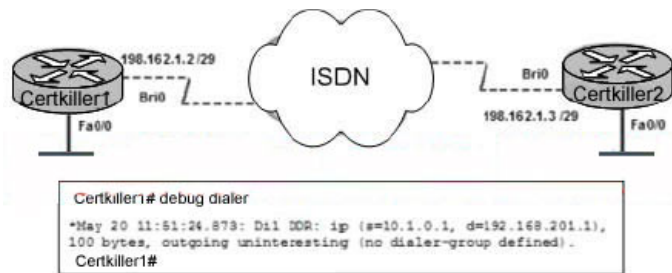 198.162.1.2 /29
ISDN
Certkiller1
Bri0
Bri0
Certkiller2
198.162.1.3 /29
Fa0/0
Fa0/0
Certkiller1# debug dialer
*May 20 11:51:24.873: Di1 DDR: ip (s=10.1.0.1, d=192.168.201.1),
100 bytes, outgoing uninteresting (no dialer-group defined).
Certkiller1#